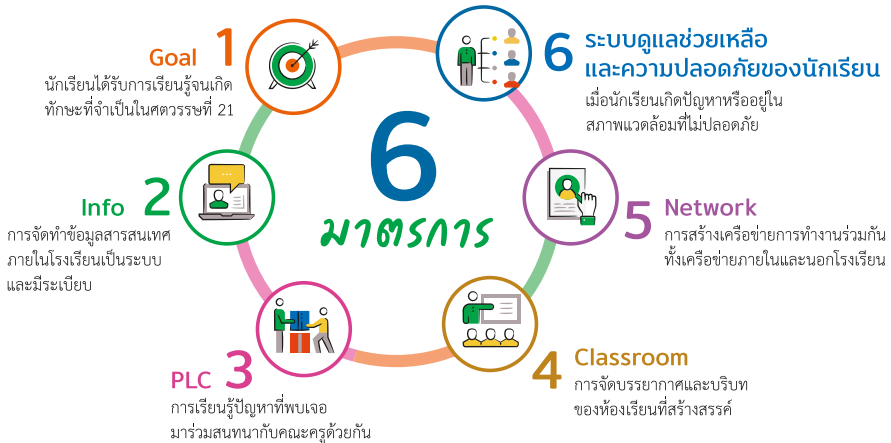 6
มาตรการ
Goal 1
นักเรียนได้รับการเรียนรู้จนเกิด
ทักษะที่จำเป็นในศตวรรษที่ 21
Info 2
การจัดทำข้อมูลสารสนเทศ
ภายในโรงเรียนเป็นระบบ
และมีระเบียบ
PLC 3
การเรียนรู้ปัญหาที่พบเจอ
มาร่วมสนทนากับคณะครูด้วยกัน
4 Classroom
การจัดบรรยากาศและบริบท
ของห้องเรียนที่สร้างสรรค์
5 Network
การสร้างเครือข่ายการทำงานร่วมกัน
ทั้งเครือข่ายภายในและนอกโรงเรียน
6 ระบบดูแลช่วยเหลือ
และความปลอดภัยของนักเรียน
เมื่อนักเรียนเกิดปัญหาหรืออยู่ใน
สภาพแวดล้อมที่ไม่ปลอดภัย